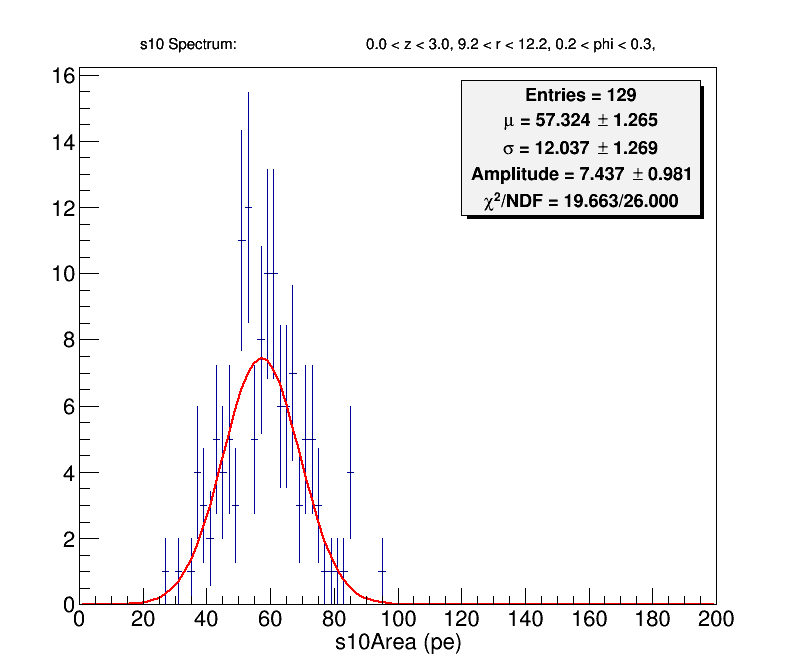 s10 Spectrum: 0.0 < z < 3.0, 9.2 < r < 12.2, 0.2 < phi < 0.3,
Entries = 129
μ = 57.324 ± 1.265
σ = 12.037 ± 1.269
Amplitude = 7.437 ± 0.981
χ²/NDF = 19.663/26.000
16
14
12
10
8
6
4
2
0
0 20 40 60 80 100 120 140 160 180 200
s10Area (pe)